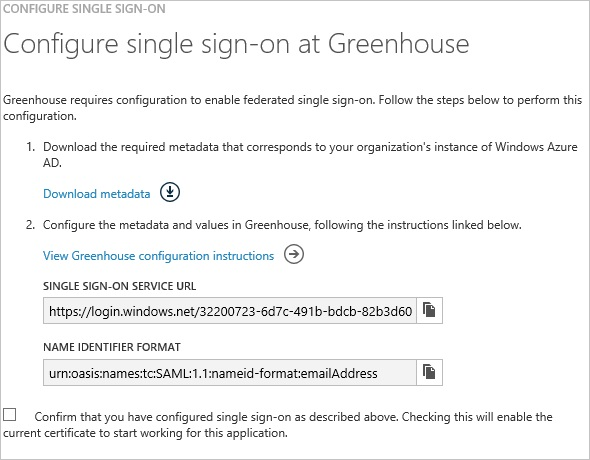 CONFIGURE SINGLE SIGN-ON
Configure single sign-on at Greenhouse
Greenhouse requires configuration to enable federated single sign-on. Follow the steps below to perform this
configuration.
1. Download the required metadata that corresponds to your organization's instance of Windows Azure
AD.
Download metadata
2. Configure the metadata and values in Greenhouse, following the instructions linked below.
View Greenhouse configuration instructions
SINGLE SIGN-ON SERVICE URL
https://login.windows.net/32200723-6d7c-491b-bdcb-82b3d60
NAME IDENTIFIER FORMAT
urn:oasis:names:tc:SAML:1.1:nameid-format:emailAddress
Confirm that you have configured single sign-on as described above. Checking this will enable the
current certificate to start working for this application.